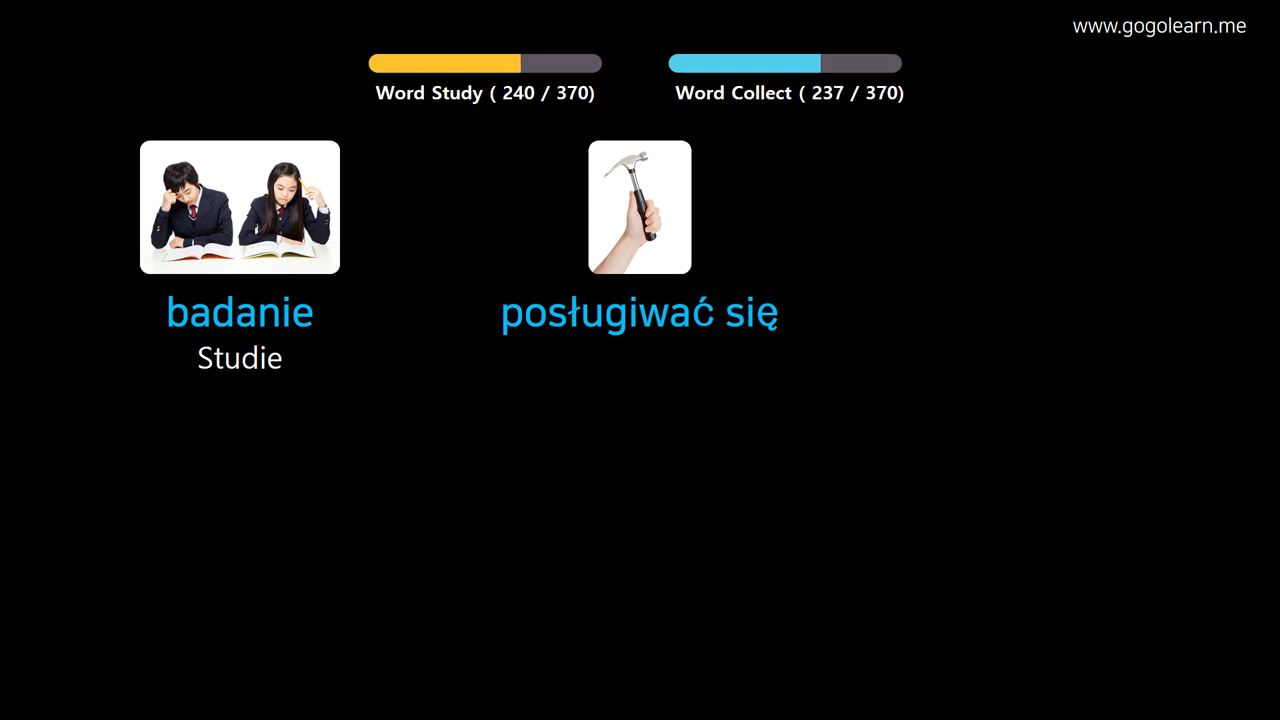 www.gogolearn.me
Word Study ( 240 / 370)
Word Collect ( 237 / 370)
badanie
Studie
posługiwać się